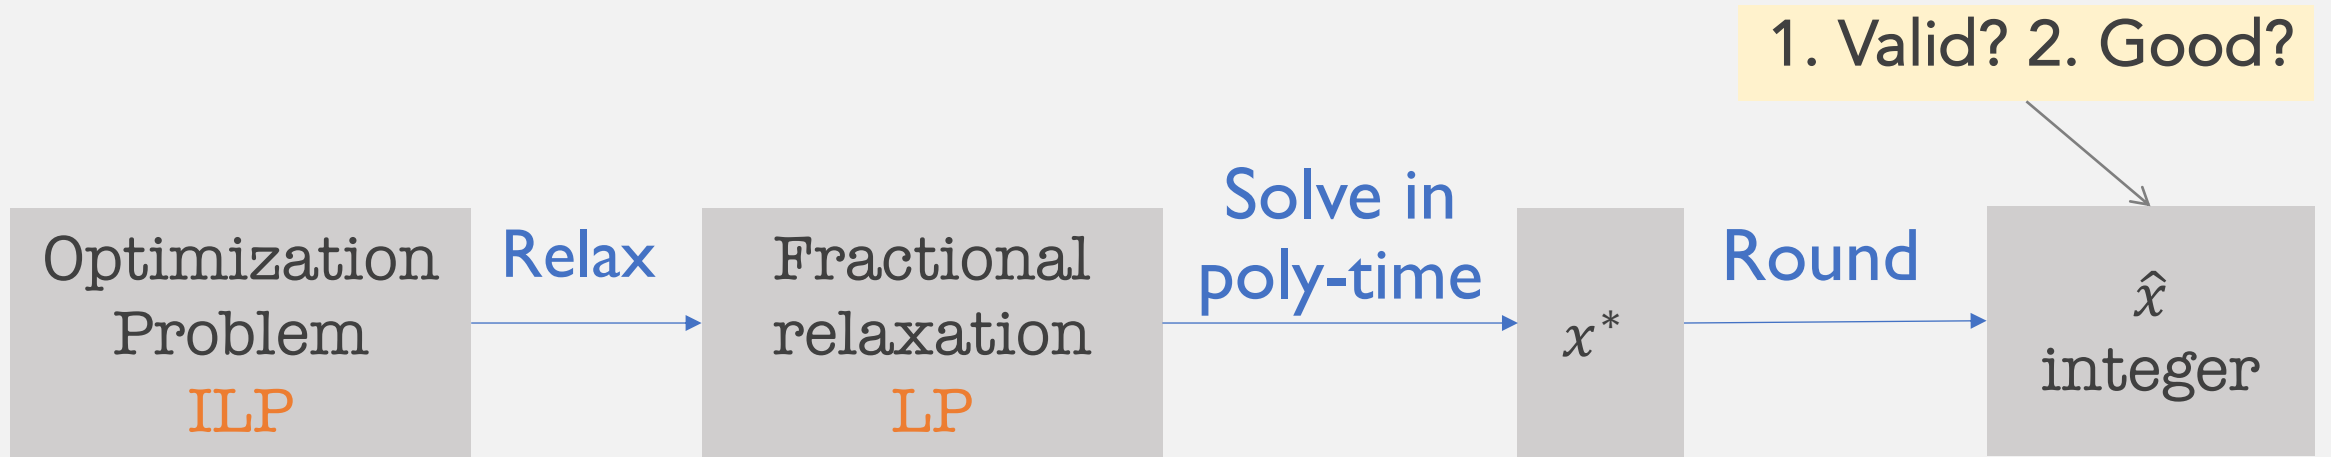 1. Valid? 2. Good?
Optimization
Problem
ILP
Relax
Fractional
relaxation
LP
Solve in
poly-time
x*
Round
x̂
integer